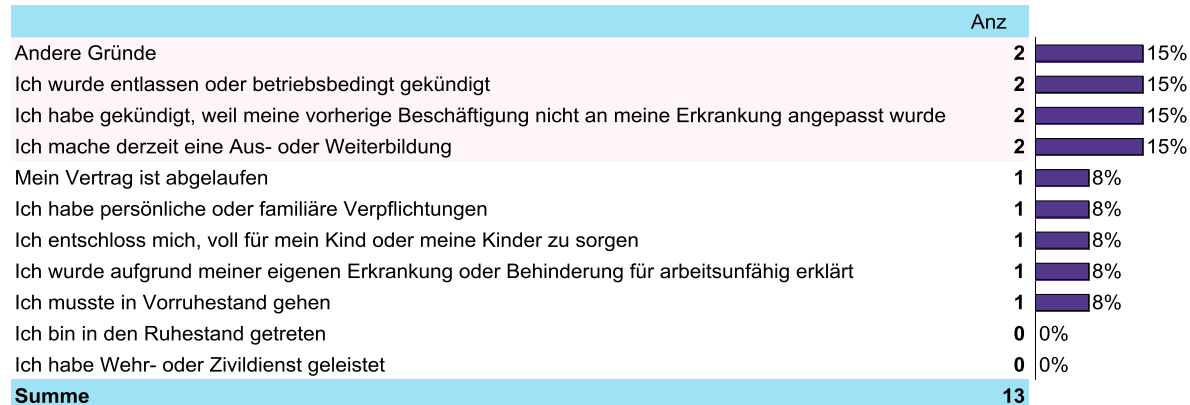 Anz
Andere Gründe 2 15%
Ich wurde entlassen oder betriebsbedingt gekündigt 2 15%
Ich habe gekündigt, weil meine vorherige Beschäftigung nicht an meine Erkrankung angepasst wurde 2 15%
Ich mache derzeit eine Aus- oder Weiterbildung 2 15%
Mein Vertrag ist abgelaufen 1 8%
Ich habe persönliche oder familiäre Verpflichtungen 1 8%
Ich entschloss mich, voll für mein Kind oder meine Kinder zu sorgen 1 8%
Ich wurde aufgrund meiner eigenen Erkrankung oder Behinderung für arbeitsunfähig erklärt 1 8%
Ich musste in Vorruhestand gehen 1 8%
Ich bin in den Ruhestand getreten 0 0%
Ich habe Wehr- oder Zivildienst geleistet 0 0%
Summe 13